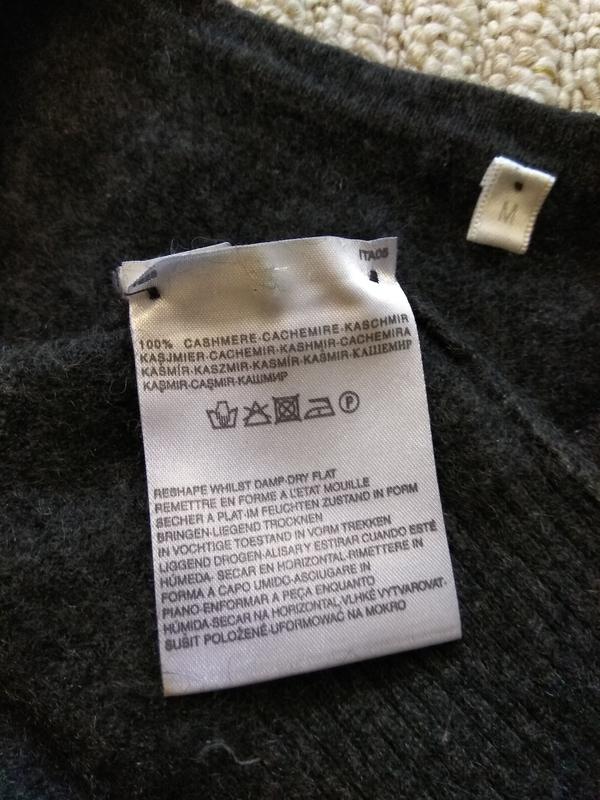 M
ITA05
100% CASHMERE·CACHEMIRE·KASCHMIR
KASJMIER·CACHEMIR·KASHMIR·CACHEMIRA
KAŠMÍR·KASZMIR·KASMÍR·KAŠMIR·КАШЕМИР
KAŞMIR·CAŞMIR·КАШМИР
P
RESHAPE WHILST DAMP-DRY FLAT
REMETTRE EN FORME A L'ETAT MOUILLE
SECHER A PLAT·IM FEUCHTEN ZUSTAND IN FORM
BRINGEN-LIEGEND TROCKNEN
IN VOCHTIGE TOESTAND IN VORM TREKKEN
LIGGEND DROGEN·ALISAR Y ESTIRAR CUANDO ESTÉ
HÚMEDA- SECAR EN HORIZONTAL·RIMETTERE IN
FORMA A CAPO UMIDO-ASCIUGARE IN
PIANO·ENFORMAR A PEÇA ENQUANTO
HÚMIDA-SECAR NA HORIZONTAL·VLHKÉ VYTVAROVAT-
SUŠIT POLOŽENÉ·UFORMOWAĆ NA MOKRO